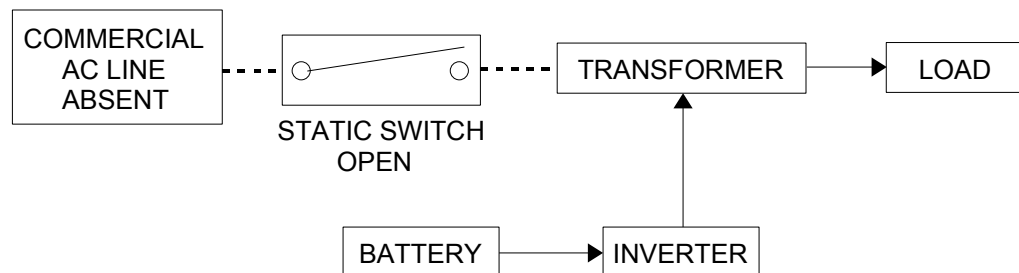 COMMERCIAL
AC LINE
ABSENT
STATIC SWITCH
OPEN
TRANSFORMER
LOAD
BATTERY
INVERTER